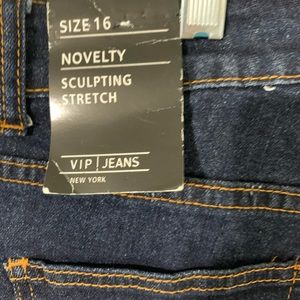 SIZE 16
NOVELTY
SCULPTING
STRETCH
VIP | JEANS
NEW YORK